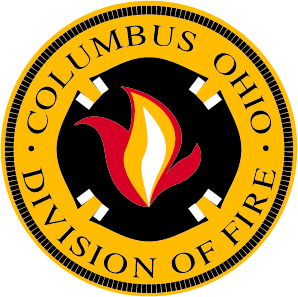 COLUMBUS OHIO
· DIVISION OF FIRE ·